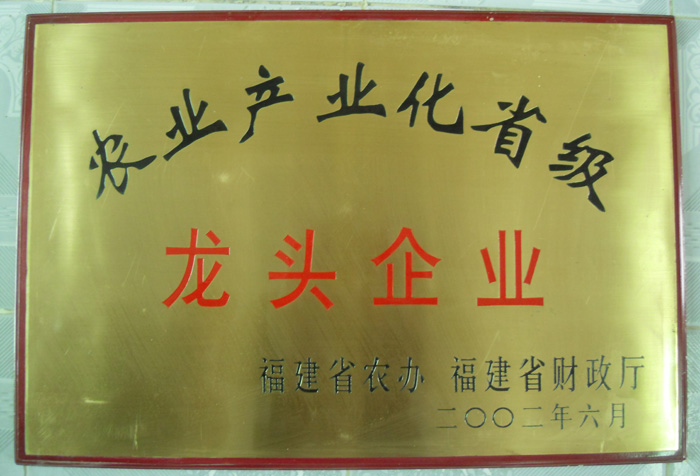 农业产业化省级
龙头企业
福建省农办 福建省财政厅
二〇〇二年六月